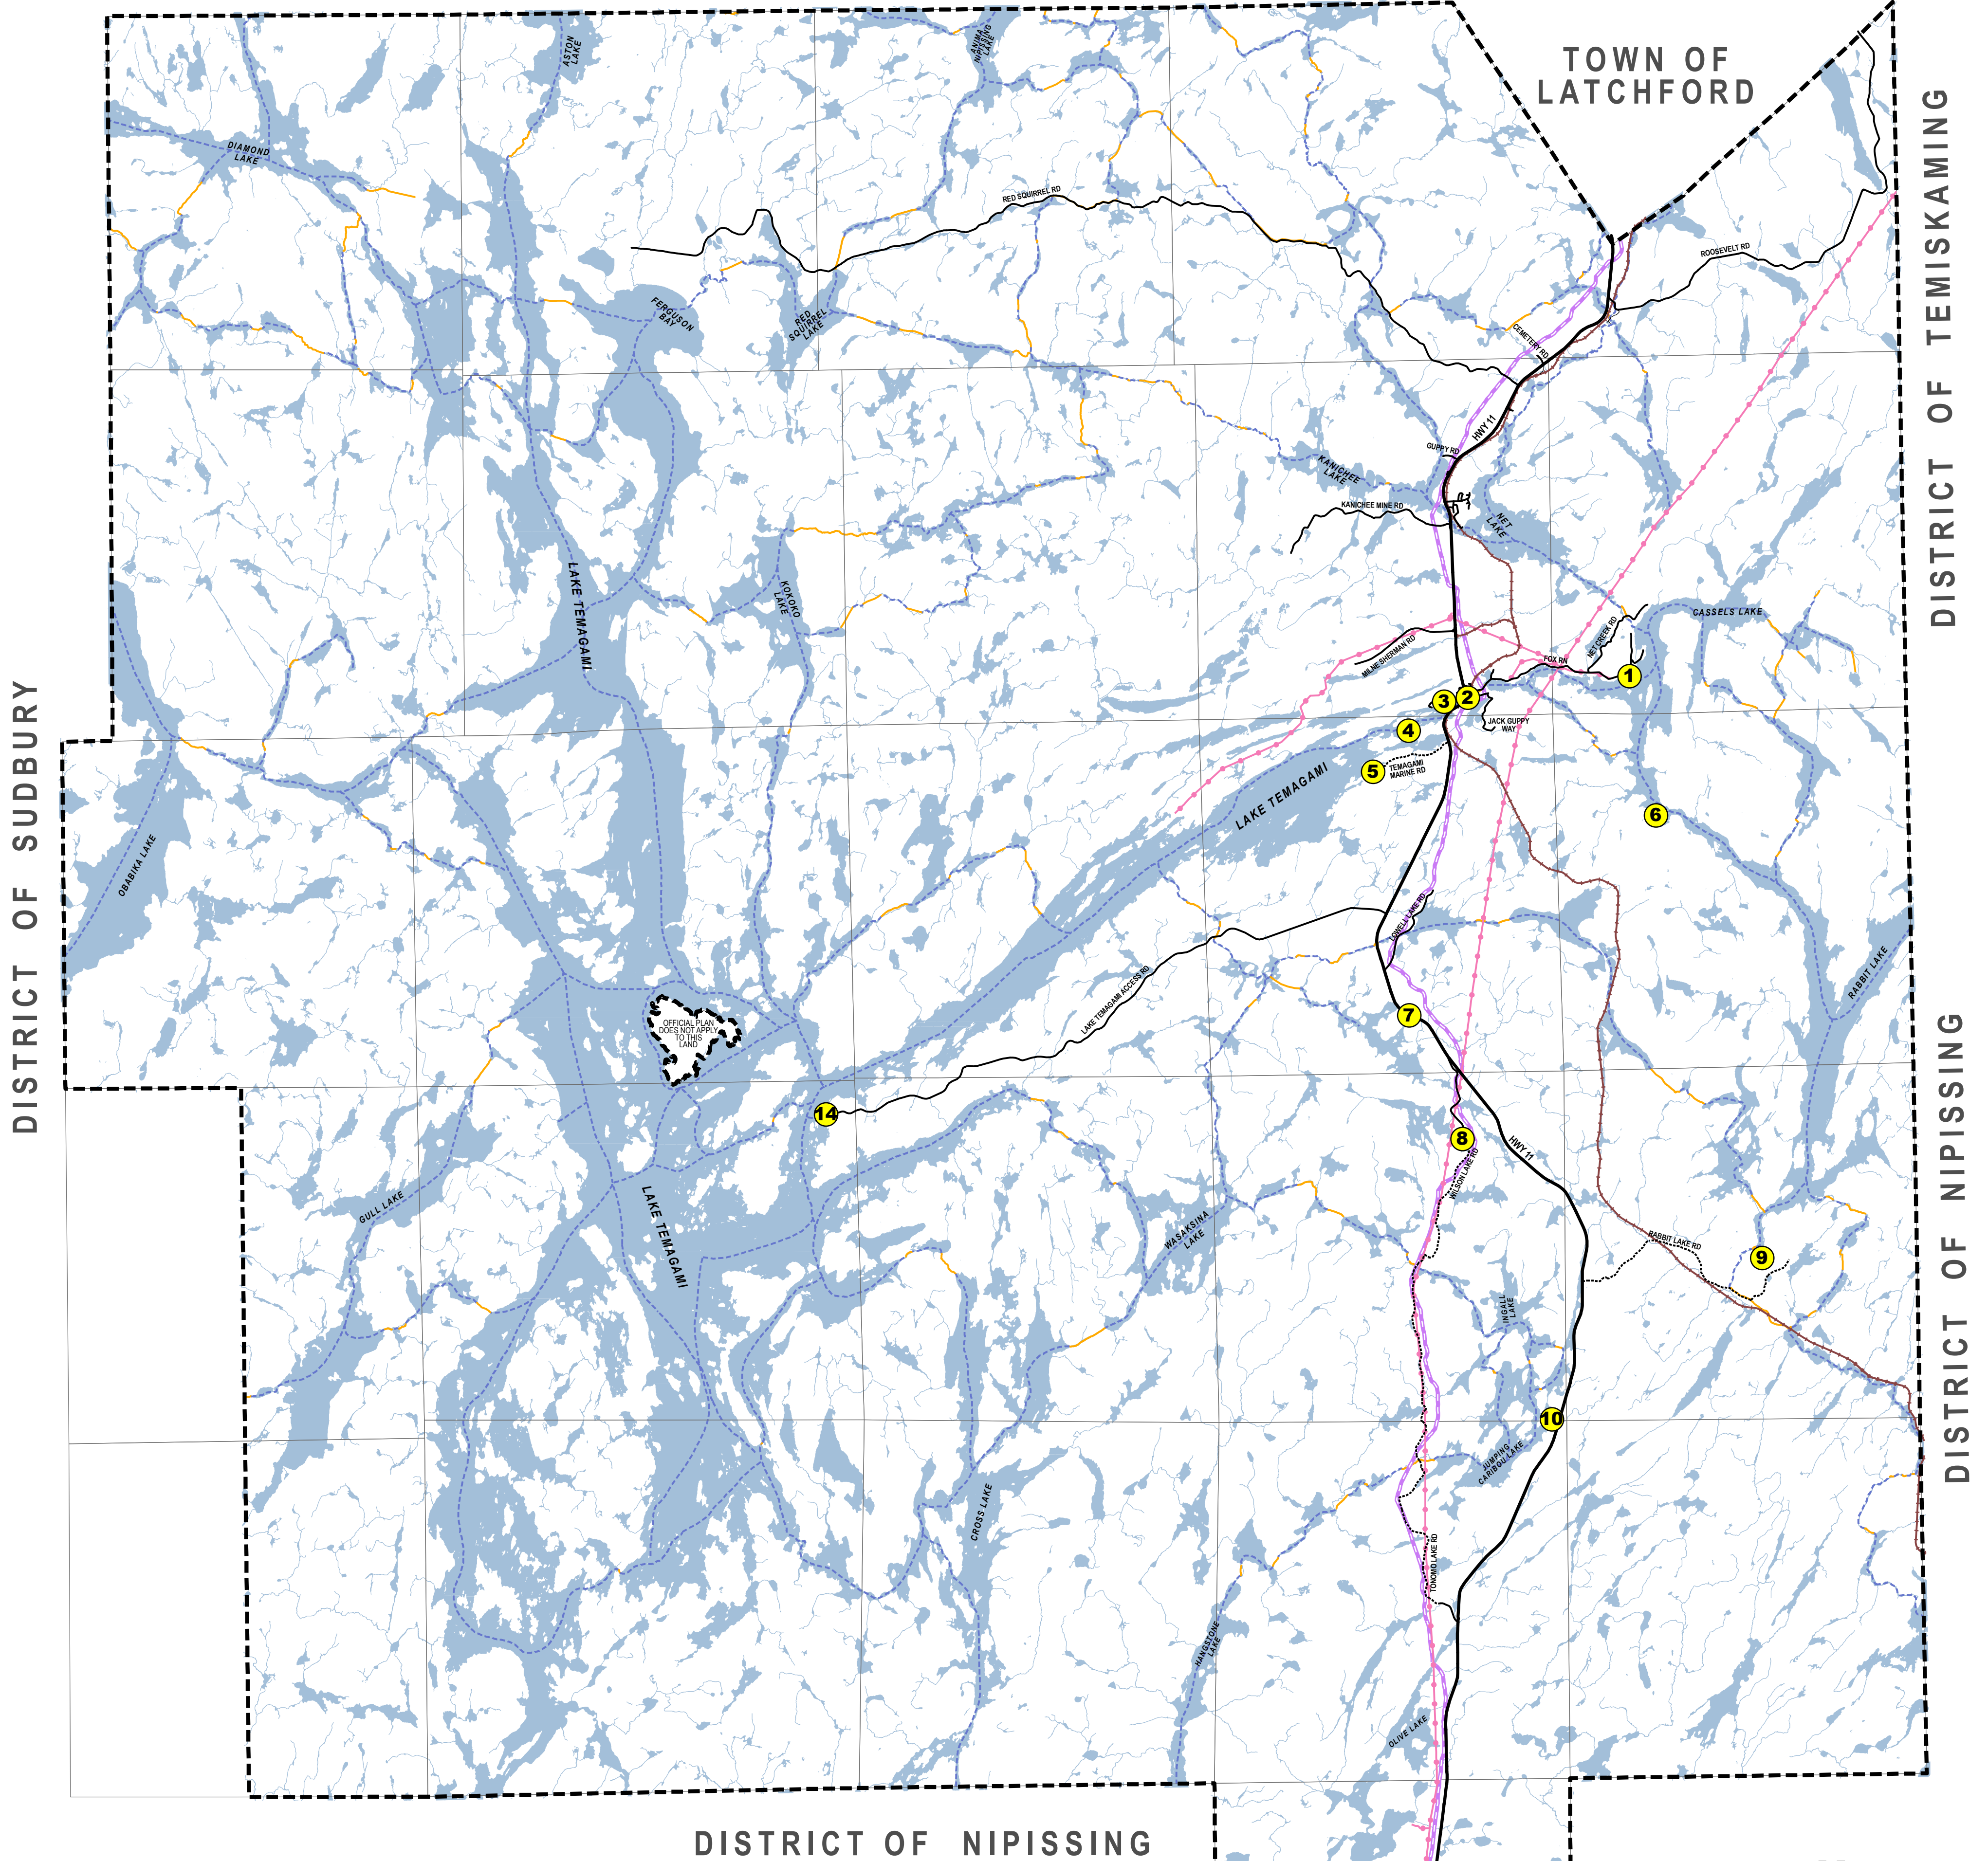 TOWN OF
LATCHFORD
ASTON
LAKE
ANIMA
NIPISSING
LAKE
DIAMOND
LAKE
RED SQUIRREL RD
ROOSEVELT RD
DISTRICT OF TEMISKAMING
FERGUSON
BAY
RED
SQUIRREL
LAKE
CEMETERY RD
HWY 11
GUPPY RD
KANICHEE
LAKE
KANICHEE MINE RD
NET
LAKE
LAKE TEMAGAMI
KOKOKO
LAKE
CASSELS LAKE
NET CREEK RD
MILNE SHERMAN RD
FOX RN
1
2
3
JACK GUPPY
WAY
4
5
TEMAGAMI
MARINE RD
LAKE TEMAGAMI
6
DISTRICT OF SUDBURY
OBABIKA LAKE
LOWELL LAKE RD
RABBIT LAKE
LAKE TEMAGAMI ACCESS RD
7
OFFICIAL PLAN
DOES NOT APPLY
TO THIS
LAND
14
8
HWY 11
WILSON LAKE RD
GULL LAKE
LAKE TEMAGAMI
WASAKSINA
LAKE
RABBIT LAKE RD
9
DISTRICT OF NIPISSING
INGALL
LAKE
10
JUMPING
CARIBOU LAKE
CROSS LAKE
TONOMO LAKE RD
HANGSTONE
LAKE
OLIVE LAKE
DISTRICT OF NIPISSING